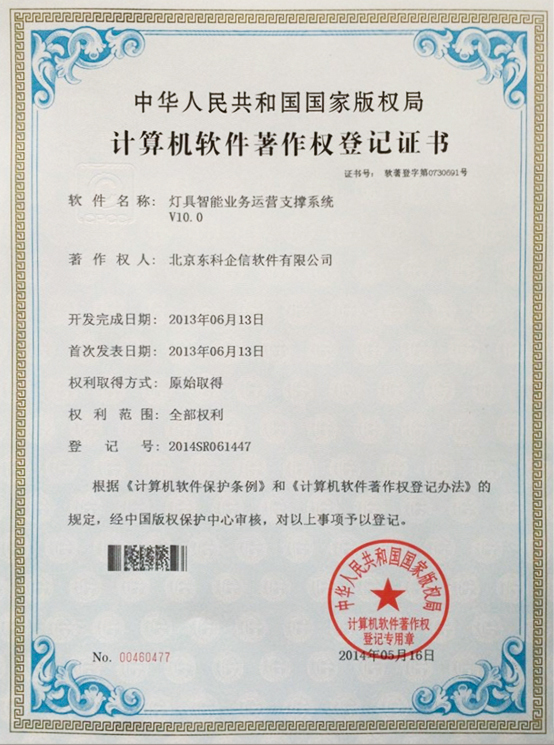 中华人民共和国国家版权局
计算机软件著作权登记证书
证书号： 软著登字第0730691号
软件名称： 灯具智能业务运营支撑系统
V10.0
著作权人： 北京东科企信软件有限公司
开发完成日期： 2013年06月13日
首次发表日期： 2013年06月13日
权利取得方式： 原始取得
权利范围： 全部权利
登记号： 2014SR061447
根据《计算机软件保护条例》和《计算机软件著作权登记办法》的
规定，经中国版权保护中心审核，对以上事项予以登记。
中华人民共和国国家版权局
计算机软件著作权
登记专用章
No. 00460477
2014年05月16日